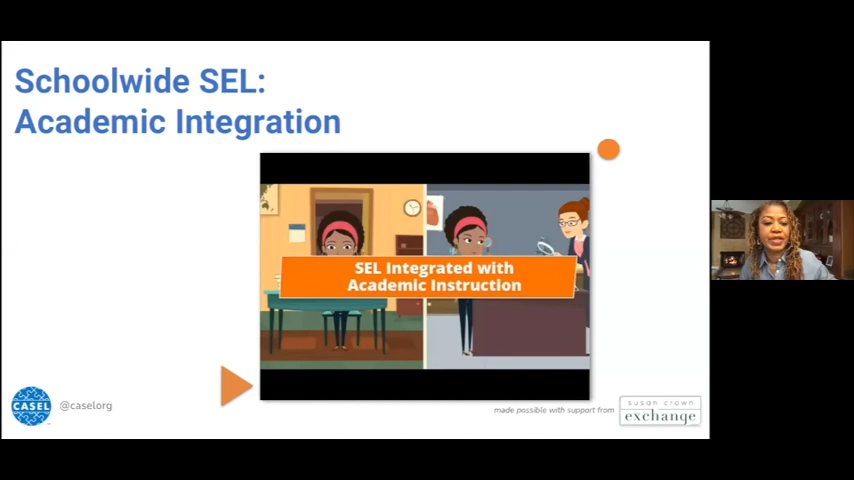 Schoolwide SEL:
Academic Integration
SEL Integrated with
Academic Instruction
CASEL
@caselorg
made possible with support from
susan crown
exchange